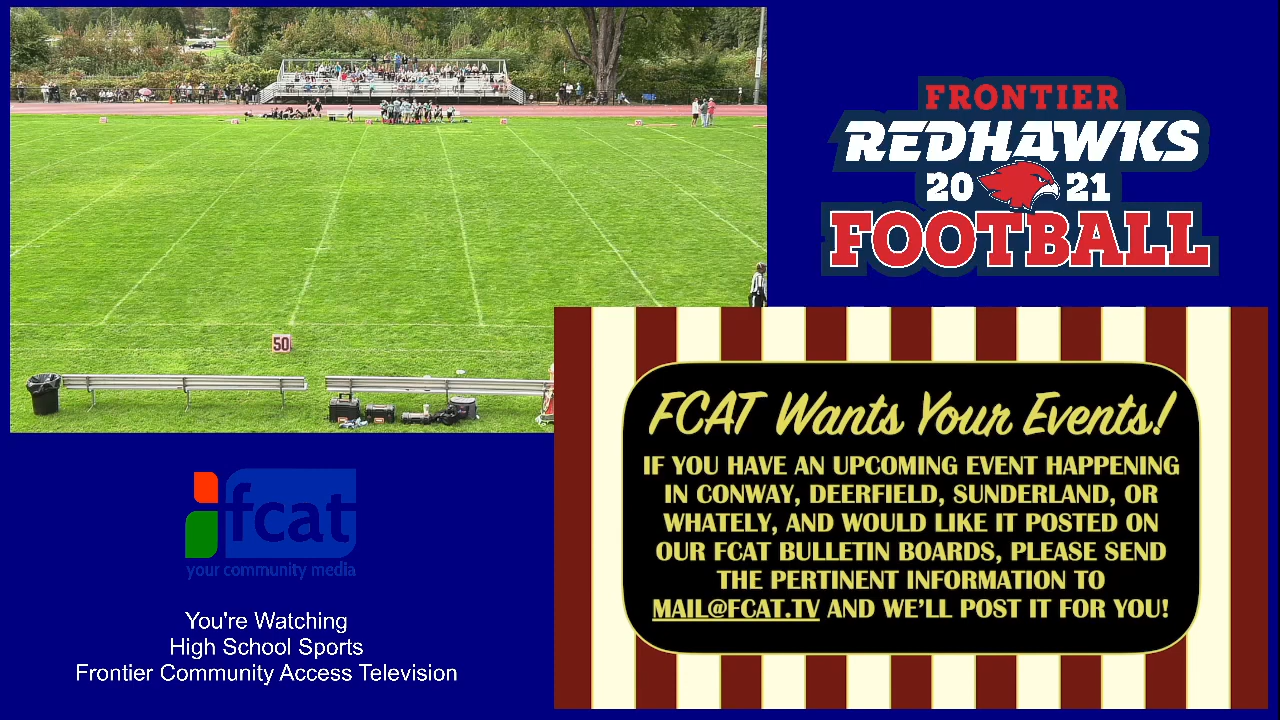 FRONTIER
REDHAWKS
20 21
FOOTBALL
50
FCAT Wants Your Events!
IF YOU HAVE AN UPCOMING EVENT HAPPENING
IN CONWAY, DEERFIELD, SUNDERLAND, OR
WHATELY, AND WOULD LIKE IT POSTED ON
OUR FCAT BULLETIN BOARDS, PLEASE SEND
THE PERTINENT INFORMATION TO
MAIL@FCAT.TV AND WE'LL POST IT FOR YOU!
fcat
your community media
You're Watching
High School Sports
Frontier Community Access Television